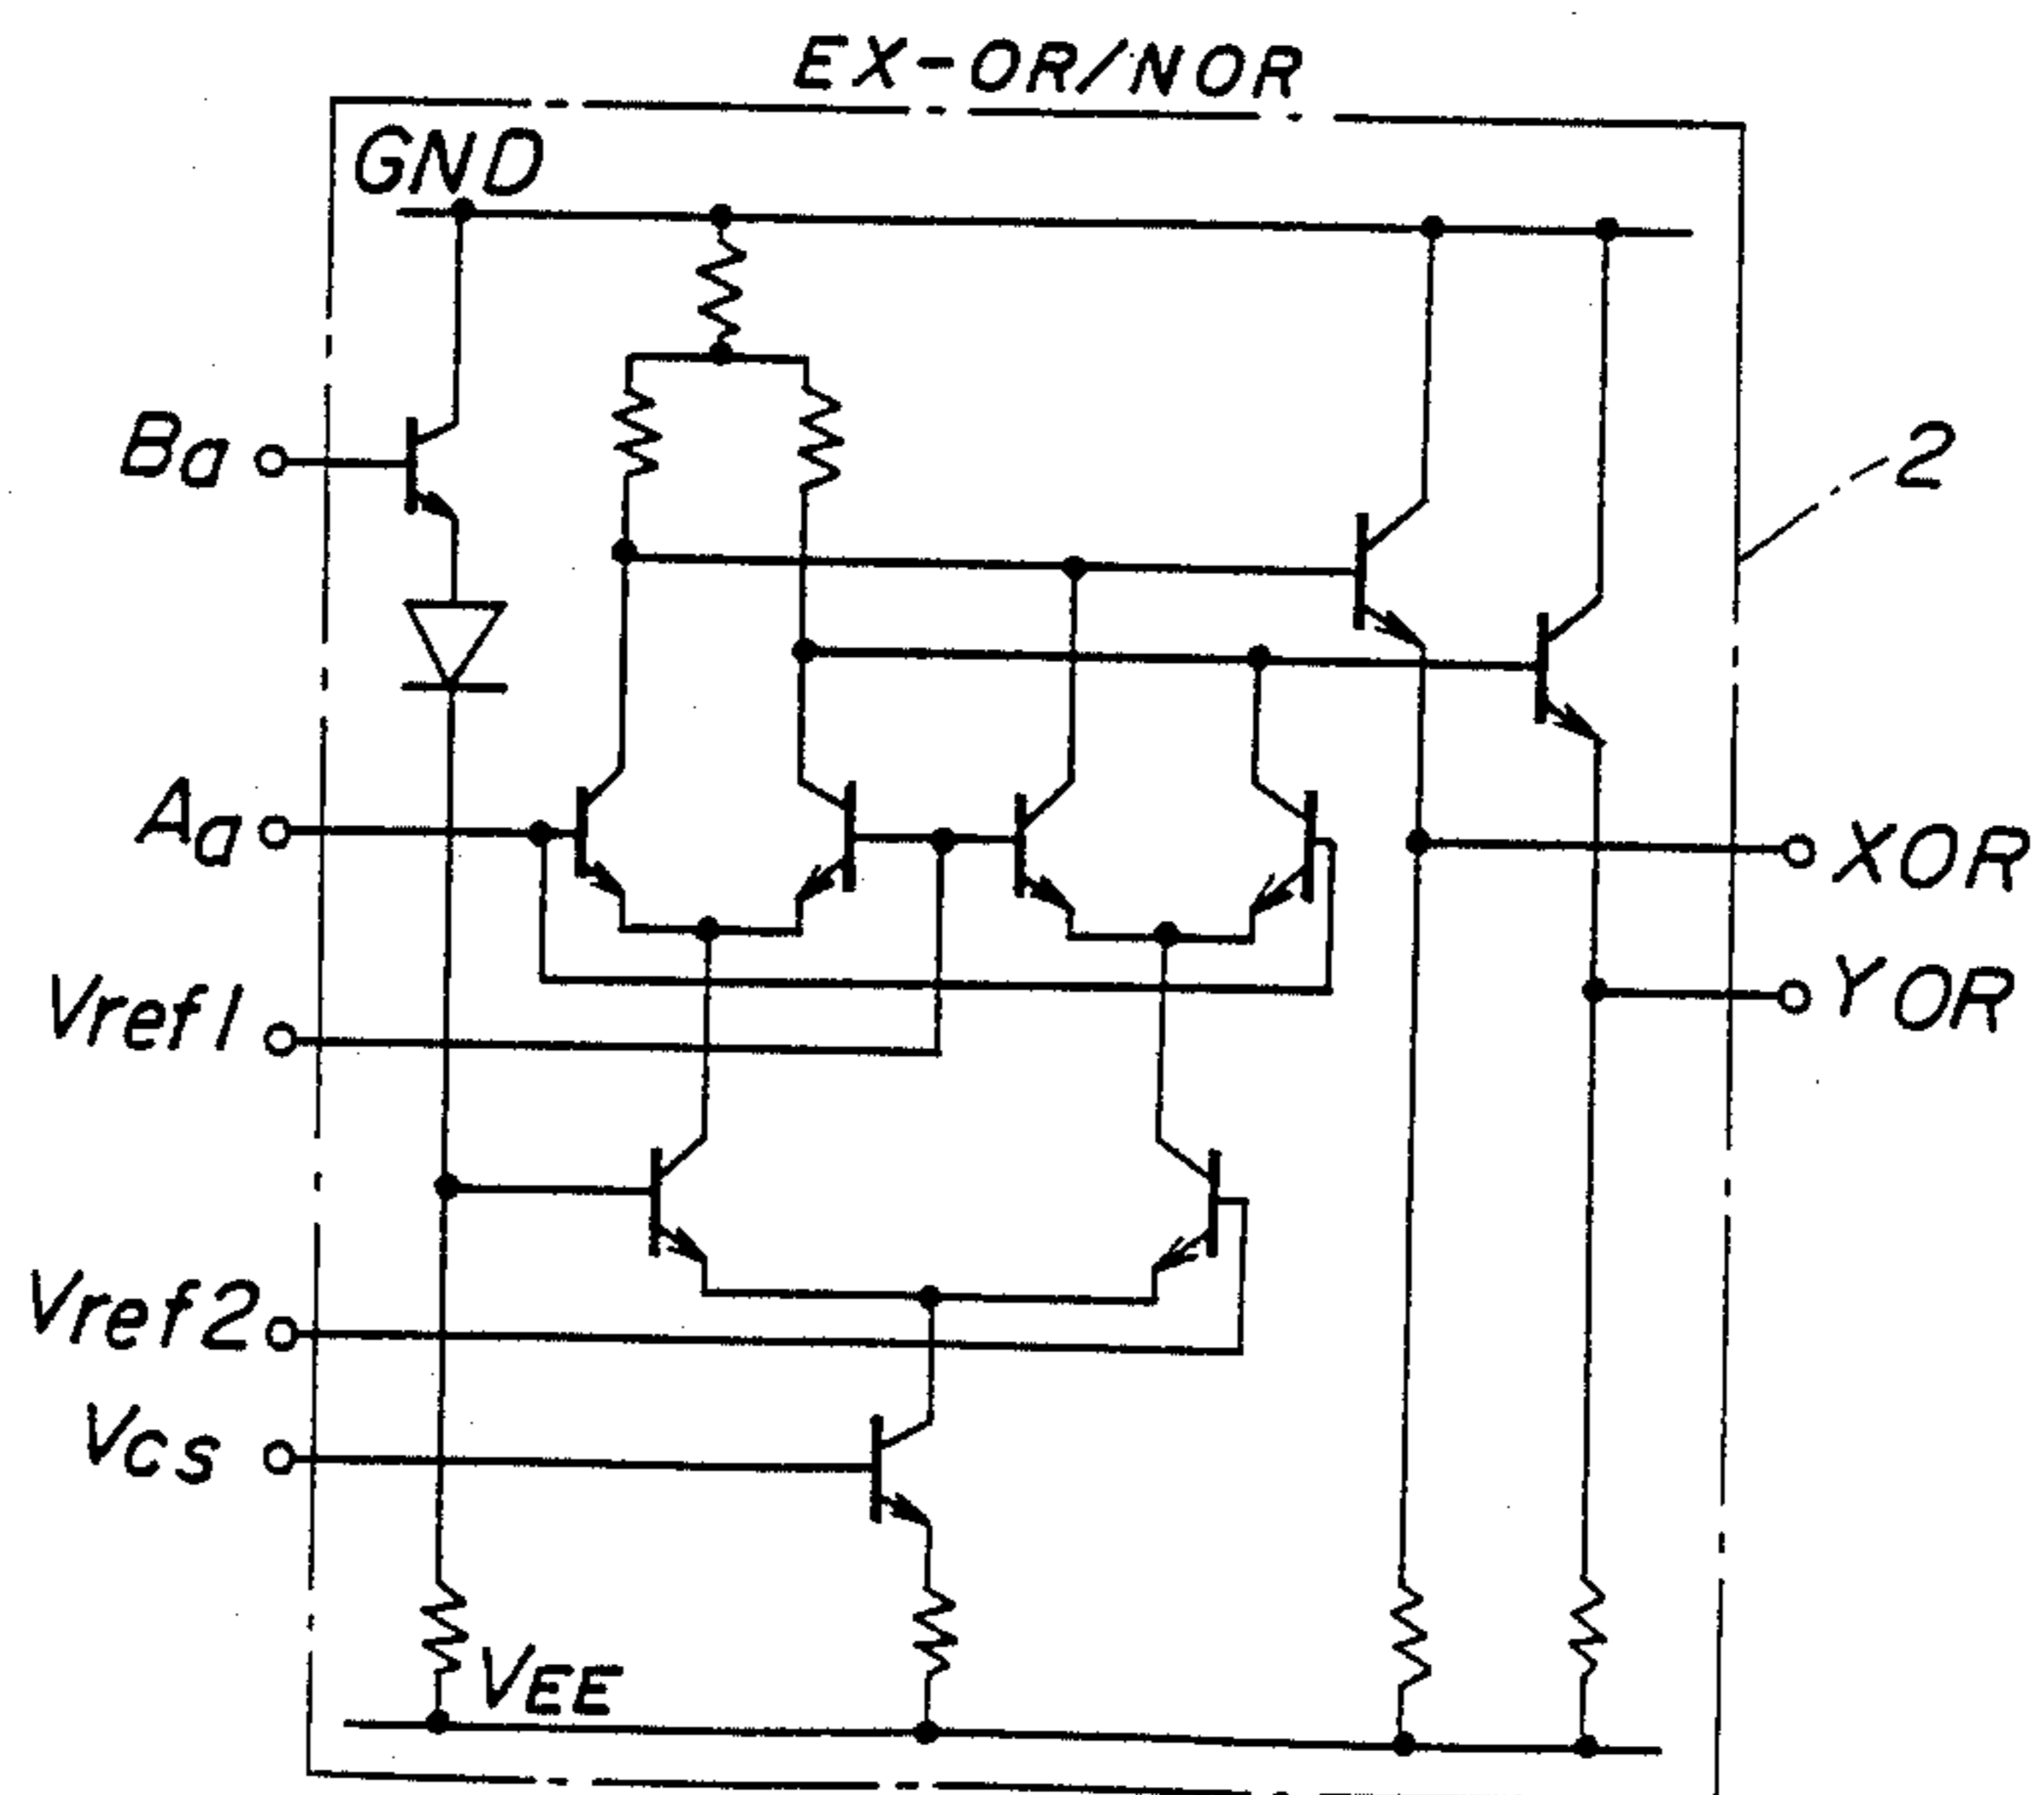 EX-OR/NOR
GND
Ba
2
Aa
XOR
Vref1
YOR
Vref2
Vcs
VEE